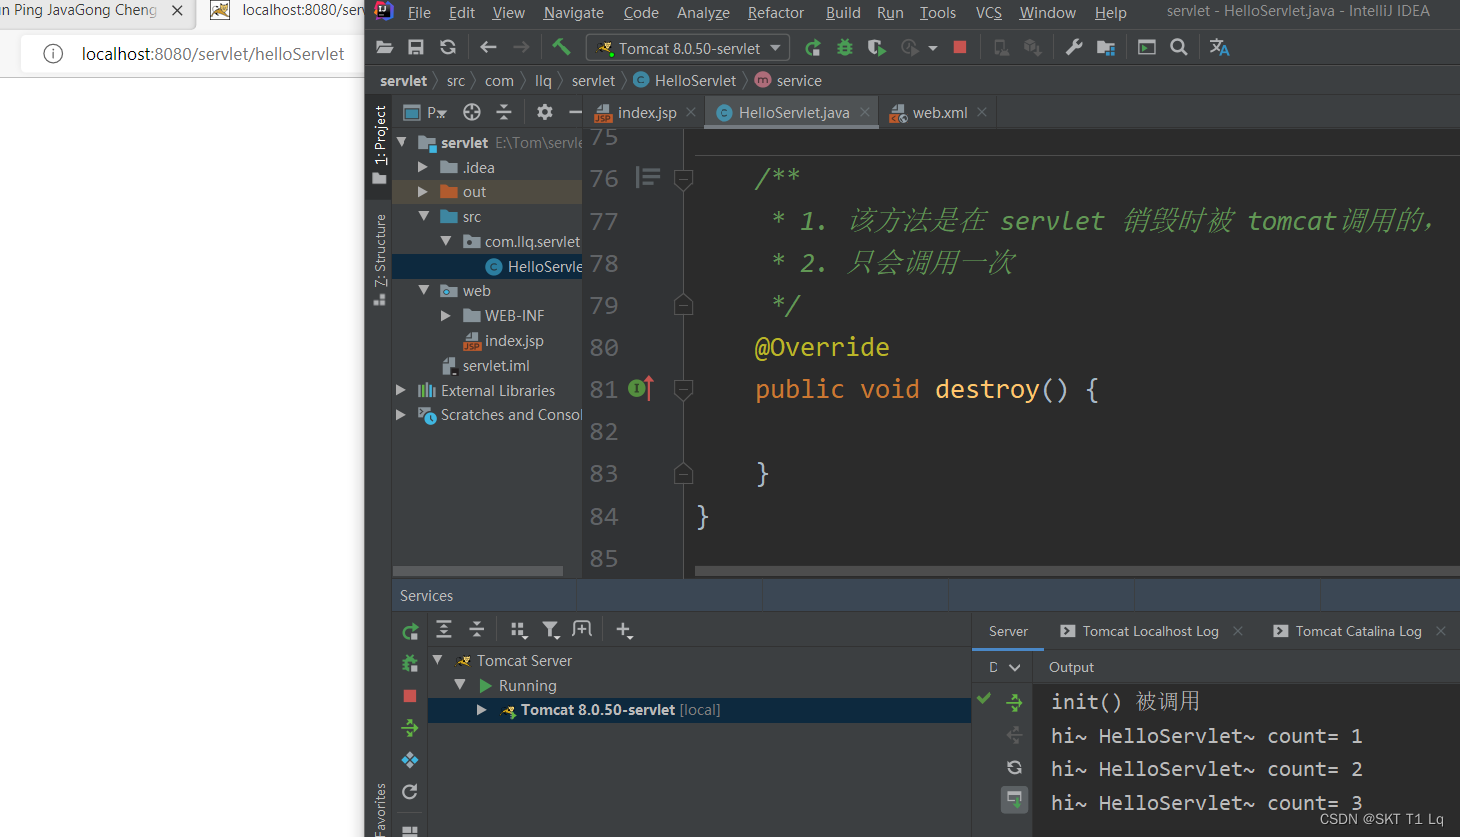 n Ping JavaGong Cheng
localhost:8080/serv
localhost:8080/servlet/helloServlet
File Edit View Navigate Code Analyze Refactor Build Run Tools VCS Window Help servlet - HelloServlet.java - IntelliJ IDEA
Tomcat 8.0.50-servlet
servlet src com llq servlet HelloServlet service
P..
index.jsp HelloServlet.java web.xml
1: Project
7: Structure
Favorites
servlet E:\Tom\servle
.idea
out
src
com.llq.servlet
HelloServle
web
WEB-INF
index.jsp
servlet.iml
External Libraries
Scratches and Consol
75
76 /**
77 * 1. 该方法是在 servlet 销毁时被 tomcat调用的,
78 * 2. 只会调用一次
79 */
80 @Override
81 public void destroy() {
82
83 }
84 }
85
Services
Tomcat Server
Running
Tomcat 8.0.50-servlet [local]
Server Tomcat Localhost Log Tomcat Catalina Log
D Output
init() 被调用
hi~ HelloServlet~ count= 1
hi~ HelloServlet~ count= 2
hi~ HelloServlet~ count= 3
CSDN @SKT T1 Lq